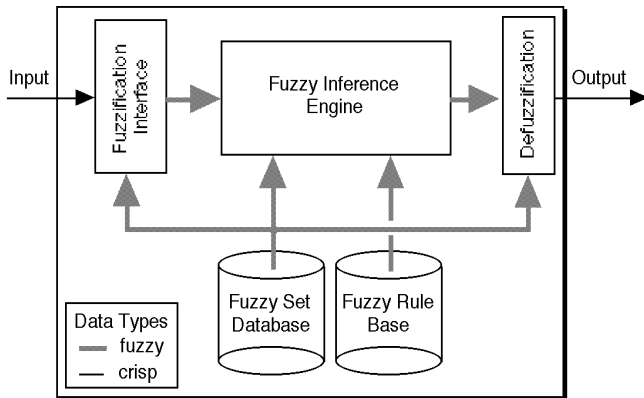 Input
Fuzzification
Interface
Fuzzy Inference
Engine
Defuzzification
Output
Fuzzy Set
Database
Fuzzy Rule
Base
Data Types
fuzzy
crisp